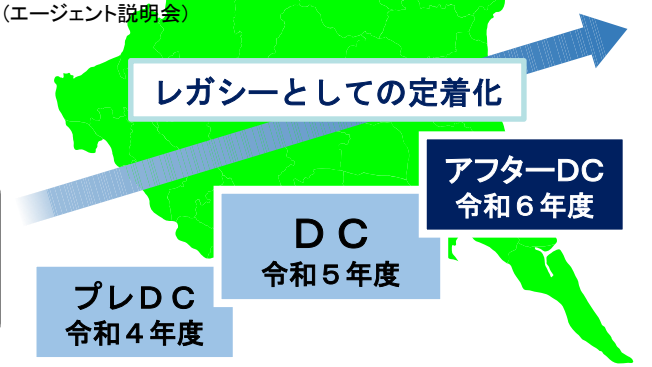 （エージェント説明会）
レガシーとしての定着化
アフターDC
令和６年度
ＤＣ
令和５年度
プレＤＣ
令和４年度